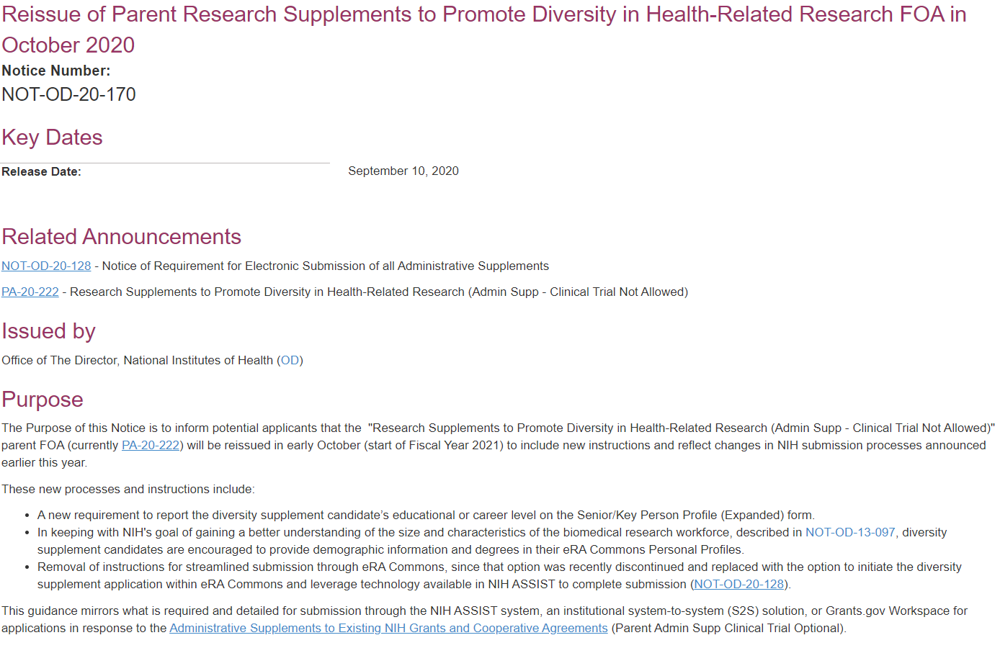 Reissue of Parent Research Supplements to Promote Diversity in Health-Related Research FOA in
October 2020
Notice Number:
NOT-OD-20-170
Key Dates
Release Date: September 10, 2020
Related Announcements
NOT-OD-20-128 - Notice of Requirement for Electronic Submission of all Administrative Supplements
PA-20-222 - Research Supplements to Promote Diversity in Health-Related Research (Admin Supp - Clinical Trial Not Allowed)
Issued by
Office of The Director, National Institutes of Health (OD)
Purpose
The Purpose of this Notice is to inform potential applicants that the  "Research Supplements to Promote Diversity in Health-Related Research (Admin Supp - Clinical Trial Not Allowed)"
parent FOA (currently PA-20-222) will be reissued in early October (start of Fiscal Year 2021) to include new instructions and reflect changes in NIH submission processes announced
earlier this year.
These new processes and instructions include:
• A new requirement to report the diversity supplement candidate’s educational or career level on the Senior/Key Person Profile (Expanded) form.
• In keeping with NIH's goal of gaining a better understanding of the size and characteristics of the biomedical research workforce, described in NOT-OD-13-097, diversity
supplement candidates are encouraged to provide demographic information and degrees in their eRA Commons Personal Profiles.
• Removal of instructions for streamlined submission through eRA Commons, since that option was recently discontinued and replaced with the option to initiate the diversity
supplement application within eRA Commons and leverage technology available in NIH ASSIST to complete submission (NOT-OD-20-128).
This guidance mirrors what is required and detailed for submission through the NIH ASSIST system, an institutional system-to-system (S2S) solution, or Grants.gov Workspace for
applications in response to the Administrative Supplements to Existing NIH Grants and Cooperative Agreements (Parent Admin Supp Clinical Trial Optional).